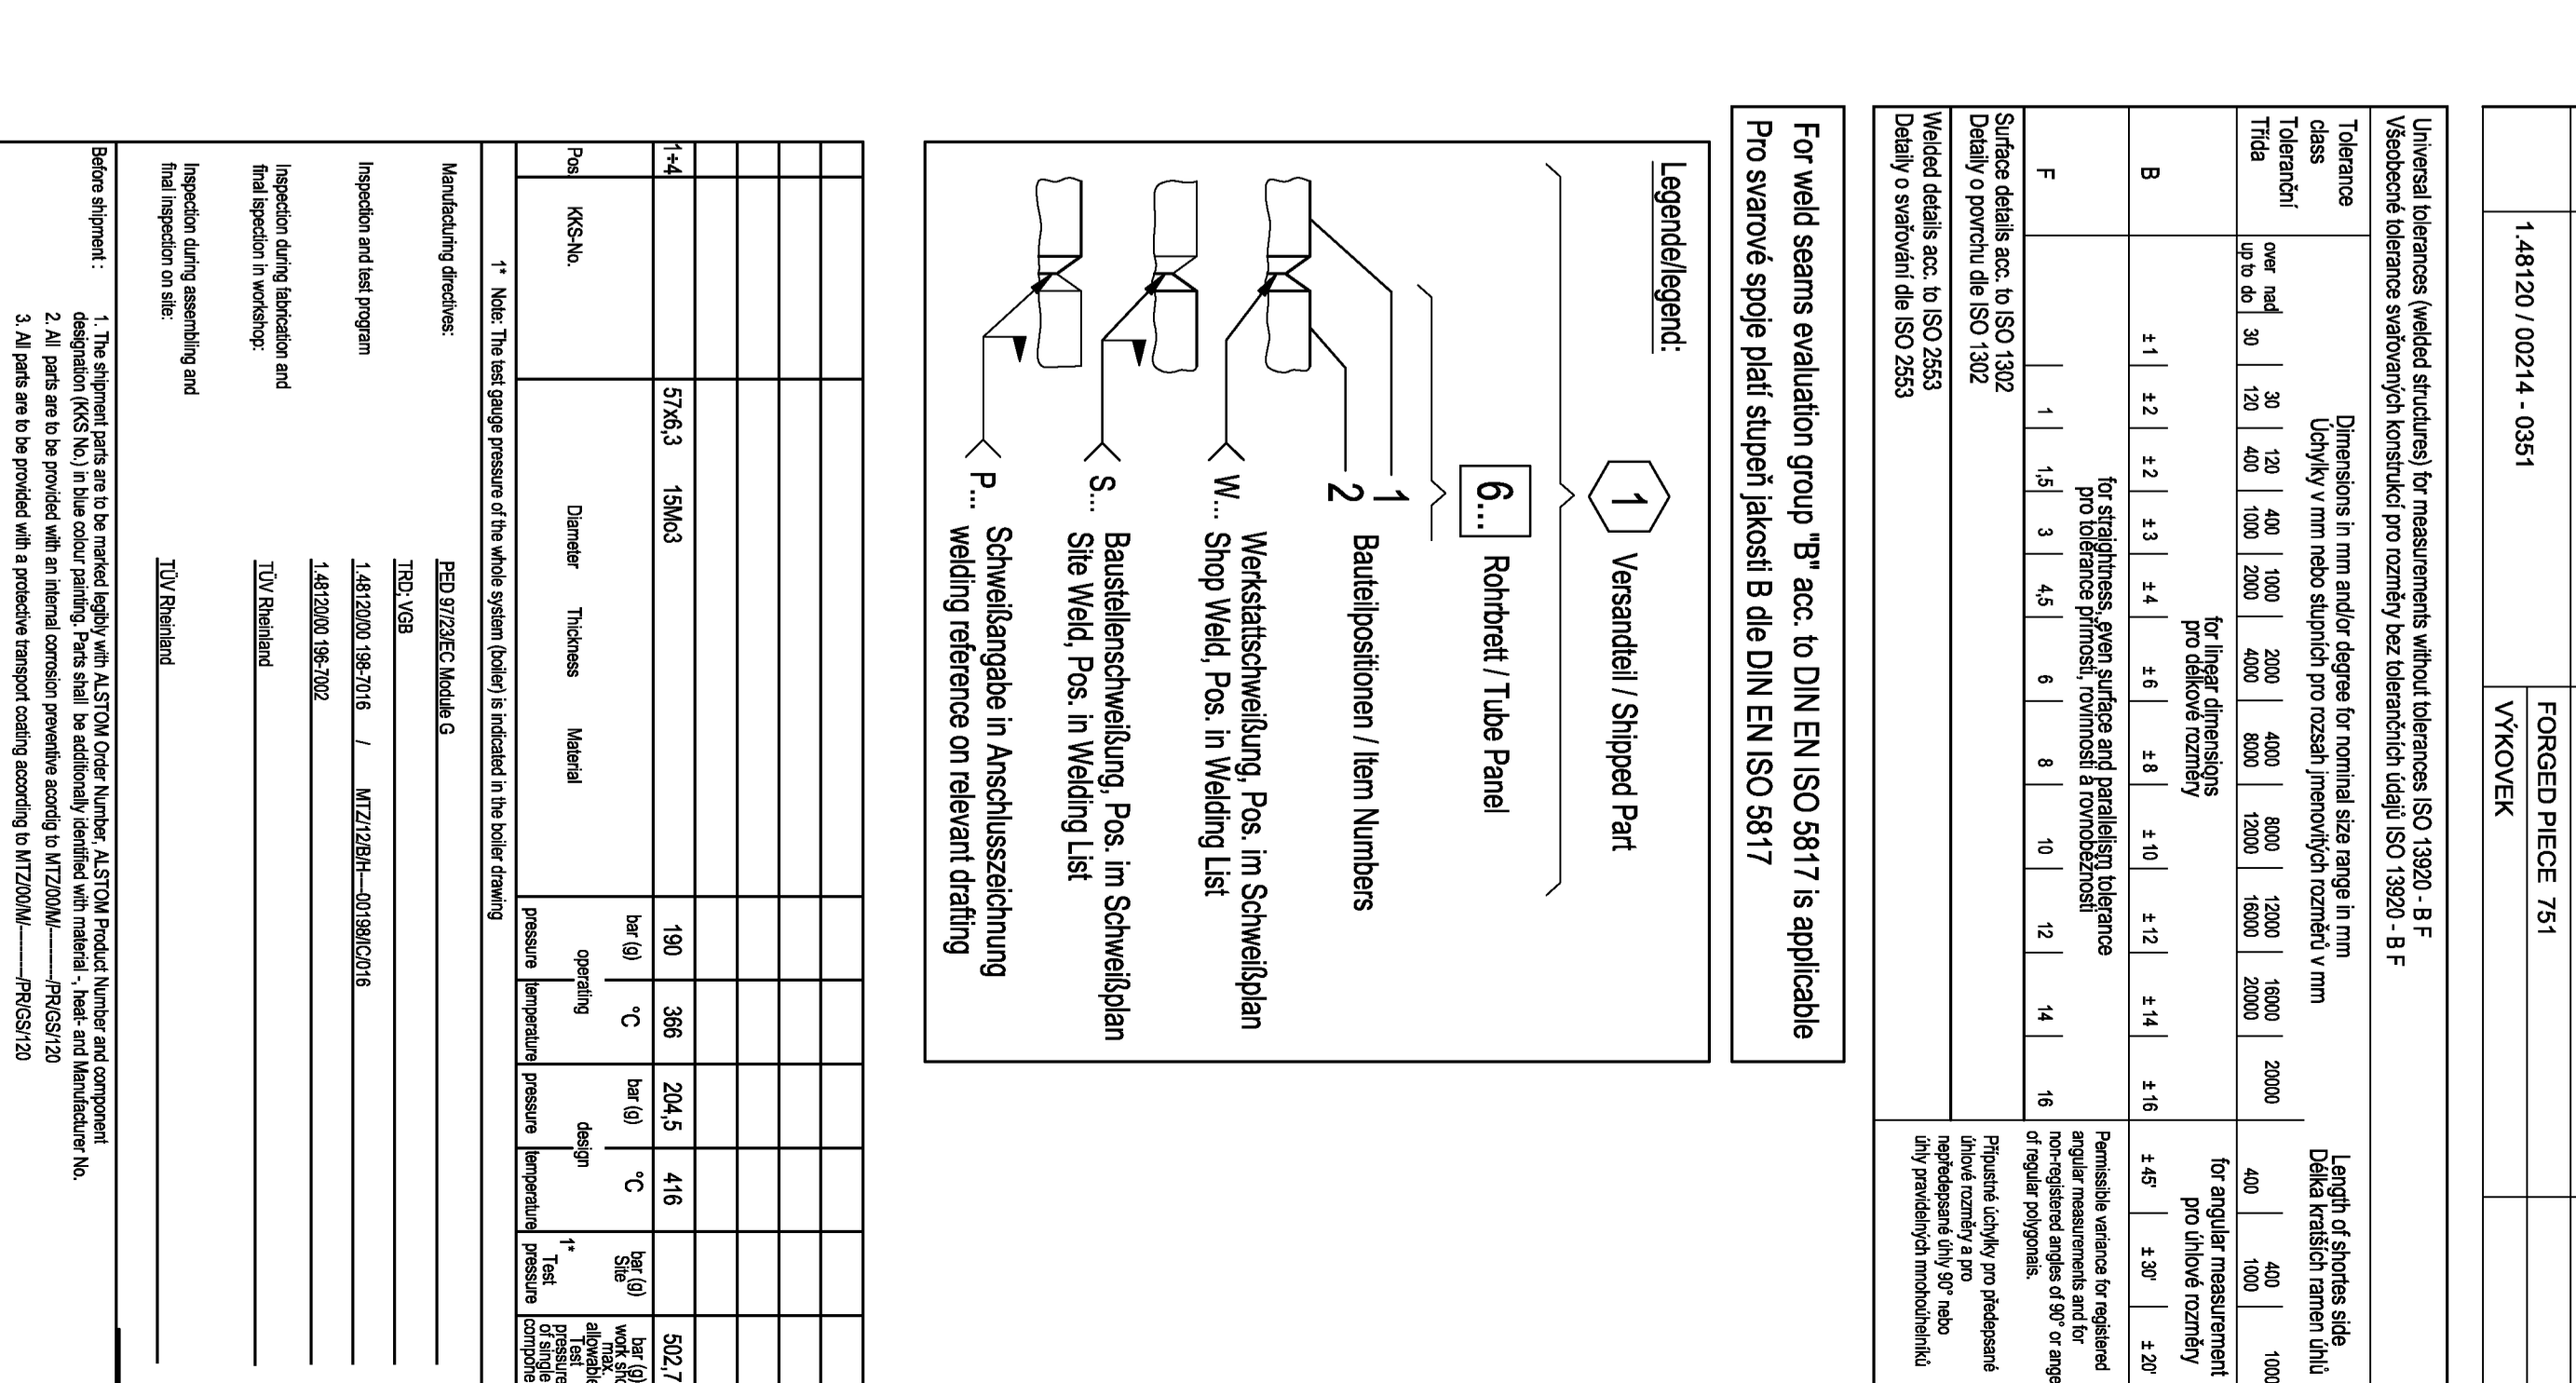 1.48120 / 00214 - 0351
FORGED PIECE 751
VÝKOVEK
Universal tolerances (welded structures) for measurements without tolerances ISO 13920 - B F
Všeobecné tolerance svařovaných konstrukcí pro rozměry bez tolerančních údajů ISO 13920 - B F
Tolerance
class
Toleranční
Třída
Dimensions in mm and/or degree for nominal size range in mm
Úchylky v mm nebo stupních pro rozsah jmenovitých rozměrů v mm
Length of shortes side
Délka kratších ramen úhlů
over nad 30 120 400 1000 2000 4000 8000 12000 16000 20000 400 1000
up to do 30 120 400 1000 2000 4000 8000 12000 16000 20000 400 1000
for linear dimensions
pro délkové rozměry
for angular measurement
pro úhlové rozměry
B ± 1 ± 2 ± 2 ± 3 ± 4 ± 6 ± 8 ± 10 ± 12 ± 14 ± 16 ± 45' ± 30' ± 20'
for straightness, even surface and parallelism tolerance
pro tolerance přímosti, rovinnosti a rovnoběžnosti
F 1 1,5 3 4,5 6 8 10 12 14 16
Permissible variance for registered
angular measurements and for
non-registered angles of 90° or ange
of regular polygonais.
Surface details acc. to ISO 1302
Detaily o povrchu dle ISO 1302
Welded details acc. to ISO 2553
Detaily o svařování dle ISO 2553
Přípustné úchylky pro předepsané
úhlové rozměry a pro
nepředepsané úhly 90° nebo
úhly pravidelných mnohoúhelníků
For weld seams evaluation group "B" acc. to DIN EN ISO 5817 is applicable
Pro svarové spoje platí stupeň jakosti B dle DIN EN ISO 5817
Legende/legend:
1 Versandteil / Shipped Part
6... Rohrbrett / Tube Panel
1
2 Bauteilpositionen / Item Numbers
W... Werkstattschweißung, Pos. im Schweißplan
Shop Weld, Pos. in Welding List
S... Baustellenschweißung, Pos. im Schweißplan
Site Weld, Pos. in Welding List
P... Schweißangabe in Anschlusszeichnung
welding reference on relevant drafting
1÷4 57x6,3 15Mo3 190 366 204,5 416 502,7
Pos. KKS-No. Diameter Thickness Material
bar (g) °C bar (g) °C bar (g) Site bar (g)
operating design
pressure temperature pressure temperature
1* Test pressure
work sho
max.
allowable
Test
pressure
of single
compone
1* Note: The test gauge pressure of the whole system (boiler) is indicated in the boiler drawing
Manufacturing directives: PED 97/23/EC Module G
TRD; VGB
Inspection and test program 1.48120/00 198-7016 / MTZ/12/B/H----00198/IC/016
1.48120/00 196-7002
Inspection during fabrication and
final ispection in workshop: TÜV Rheinland
Inspection during assembling and
final inspection on site: TÜV Rheinland
Before shipment : 1. The shipment parts are to be marked legibly with ALSTOM Order Number, ALSTOM Product Number and component
designation (KKS No.) in blue colour painting. Parts shall be additionally identified with material -, heat- and Manufacturer No.
2. All parts are to be provided with an internal corrosion preventive acordig to MTZ/00/M/---------/PR/GS/120
3. All parts are to be provided with a protective transport coating according to MTZ/00/M/---------/PR/GS/120